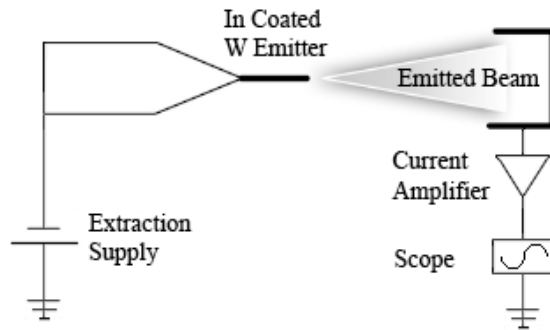 In Coated
W Emitter
Emitted Beam
Current
Amplifier
Extraction
Supply
Scope